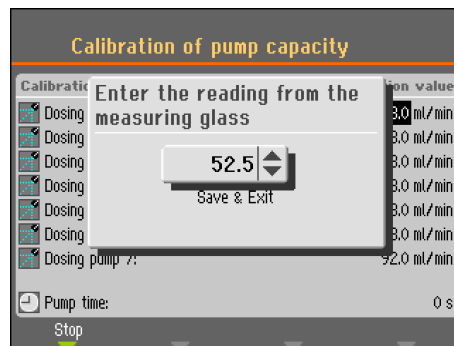 Calibration of pump capacity
Calibratio
ion value
Enter the reading from the
measuring glass
52.5
Save & Exit
Dosing
3.0 ml/min
Dosing
3.0 ml/min
Dosing
3.0 ml/min
Dosing
3.0 ml/min
Dosing
3.0 ml/min
Dosing
3.0 ml/min
Dosing pump 7:
92.0 ml/min
Pump time:
0 s
Stop